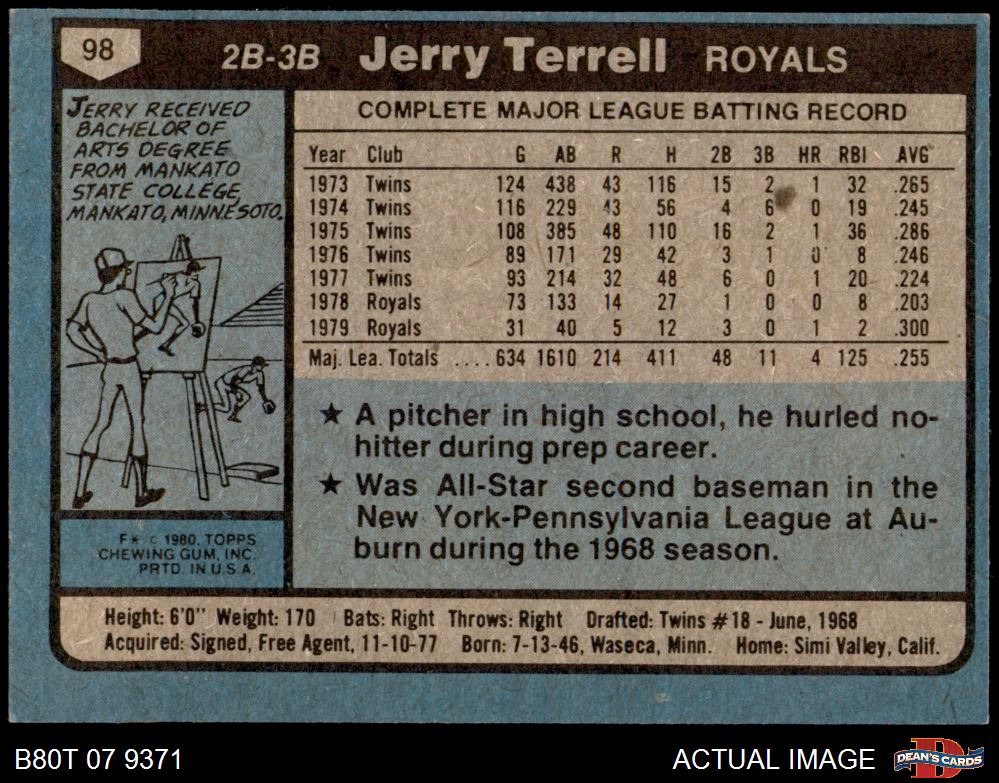 98 2B-3B Jerry Terrell ROYALS
JERRY RECEIVED
BACHELOR OF
ARTS DEGREE
FROM MANKATO
STATE COLLEGE,
MANKATO, MINNESOTA.
F* © 1980, TOPPS
CHEWING GUM, INC.
PRTD. IN U.S.A.
COMPLETE MAJOR LEAGUE BATTING RECORD
Year Club G AB R H 2B 3B HR RBI AVG
1973 Twins 124 438 43 116 15 2 1 32 .265
1974 Twins 116 229 43 56 4 6 0 19 .245
1975 Twins 108 385 48 110 16 2 1 36 .286
1976 Twins 89 171 29 42 3 1 0 8 .246
1977 Twins 93 214 32 48 6 0 1 20 .224
1978 Royals 73 133 14 27 1 0 0 8 .203
1979 Royals 31 40 5 12 3 0 1 2 .300
Maj. Lea. Totals .... 634 1610 214 411 48 11 4 125 .255
★ A pitcher in high school, he hurled no-
hitter during prep career.
★ Was All-Star second baseman in the
New York-Pennsylvania League at Au-
burn during the 1968 season.
Height: 6'0" Weight: 170 Bats: Right Throws: Right Drafted: Twins #18 - June, 1968
Acquired: Signed, Free Agent, 11-10-77 Born: 7-13-46, Waseca, Minn. Home: Simi Valley, Calif.
B80T 07 9371 ACTUAL IMAGE DEAN'S CARDS